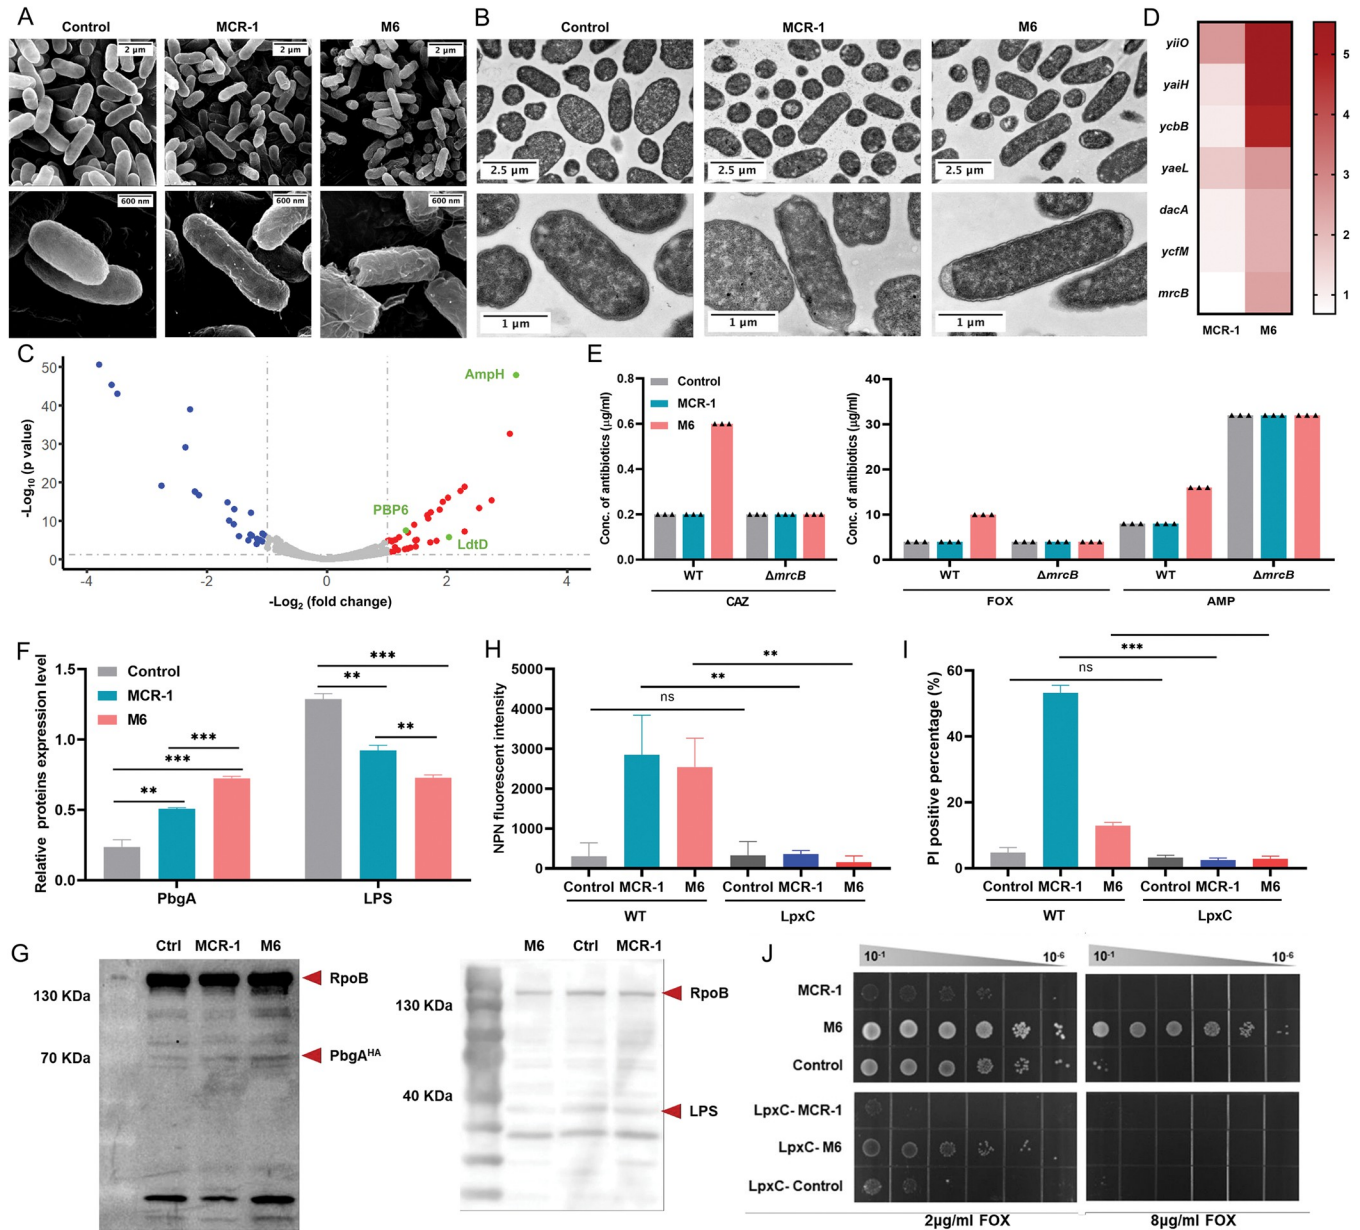 A
Control
MCR-1
M6
2 μm
2 μm
2 μm
600 nm
600 nm
600 nm
B
Control
MCR-1
M6
2.5 μm
2.5 μm
2.5 μm
1 μm
1 μm
1 μm
D
yiiO
yaiH
ycbB
yaeL
dacA
ycfM
mrcB
MCR-1
M6
5
4
3
2
1
C
50
40
30
20
10
0
-Log10 (p value)
AmpH
PBP6
LdtD
-4
-2
0
2
4
-Log2 (fold change)
E
Conc. of antibiotics (μg/ml)
0.8
0.6
0.4
0.2
0.0
Control
MCR-1
M6
WT
ΔmrcB
CAZ
Conc. of antibiotics (μg/ml)
40
30
20
10
0
WT
ΔmrcB
WT
ΔmrcB
FOX
AMP
F
Relative proteins expression level
1.5
1.0
0.5
0.0
Control
MCR-1
M6
***
***
**
***
**
**
PbgA
LPS
H
NPN fluorescent intensity
5000
4000
3000
2000
1000
0
**
**
ns
Control MCR-1 M6
Control MCR-1 M6
WT
LpxC
I
PI positive percentage (%)
60
40
20
0
***
ns
Control MCR-1 M6
Control MCR-1 M6
WT
LpxC
G
Ctrl MCR-1 M6
130 KDa
70 KDa
RpoB
PbgAHA
M6 Ctrl MCR-1
130 KDa
40 KDa
RpoB
LPS
J
10-1
10-6
10-1
10-6
MCR-1
M6
Control
LpxC- MCR-1
LpxC- M6
LpxC- Control
2μg/ml FOX
8μg/ml FOX